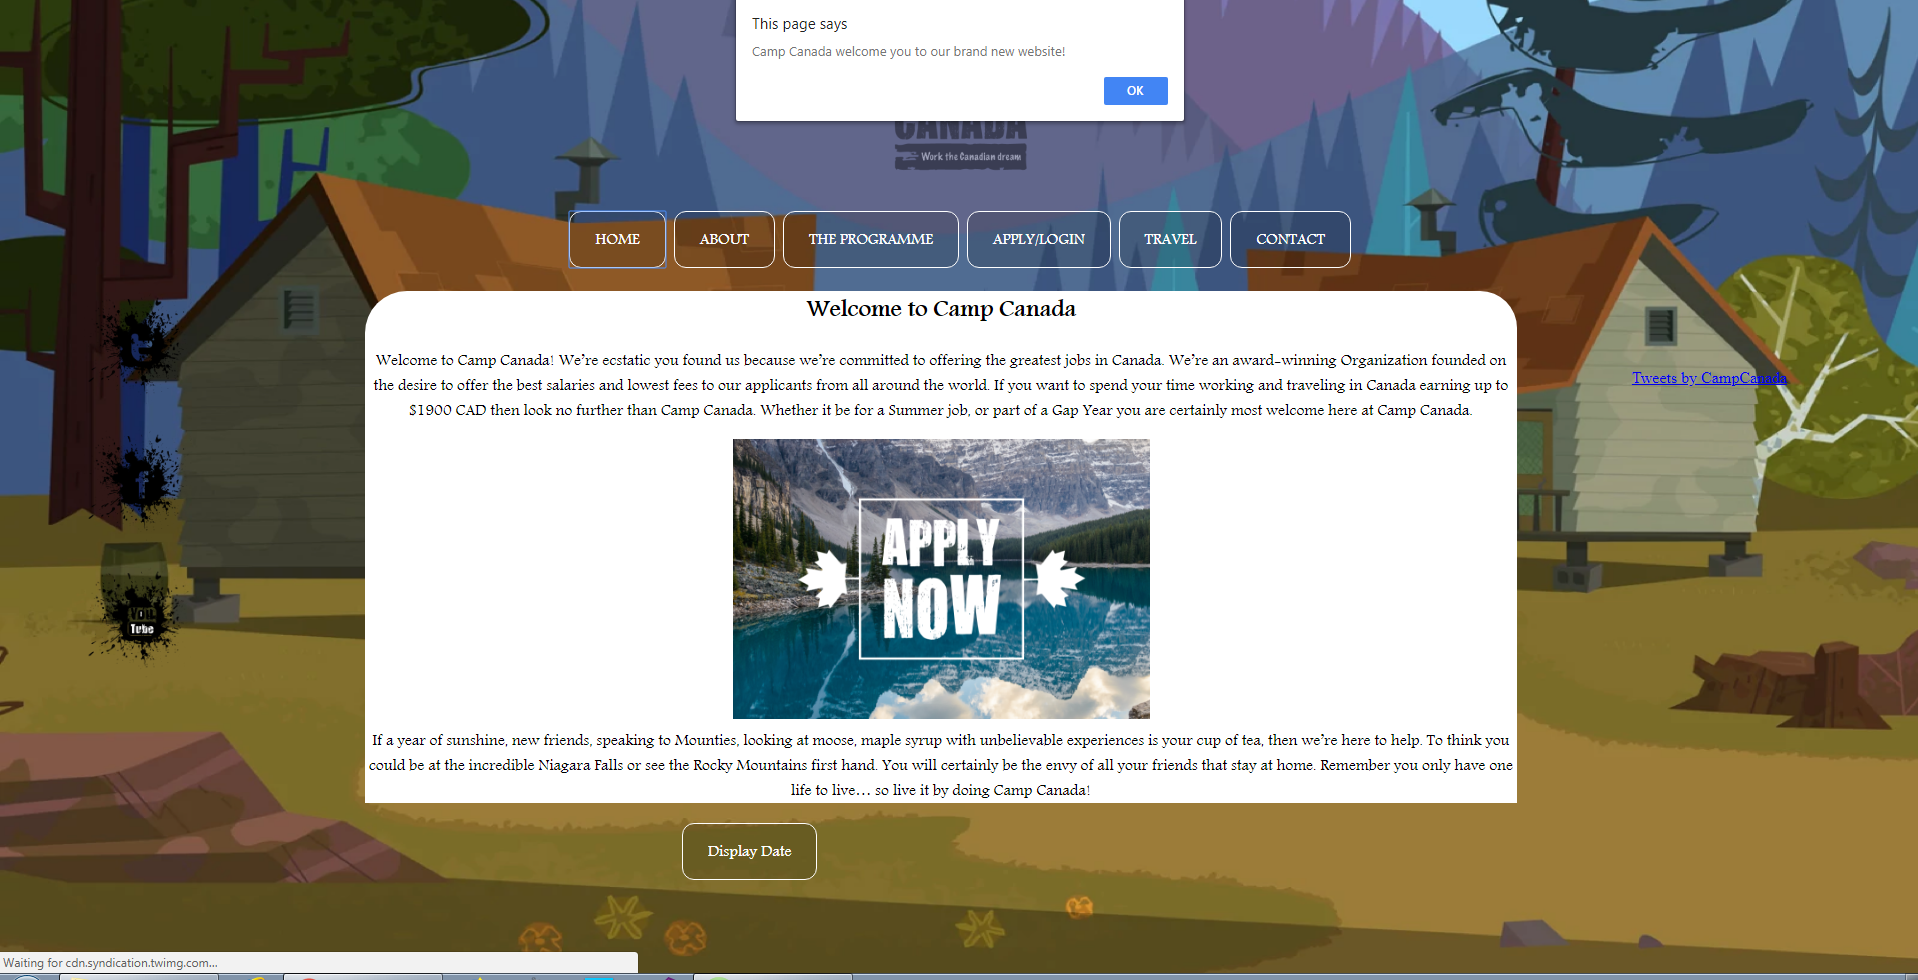 This page says
Camp Canada welcome you to our brand new website!
OK
CANADA
Work the Canadian dream
HOME
ABOUT
THE PROGRAMME
APPLY/LOGIN
TRAVEL
CONTACT
Welcome to Camp Canada
Welcome to Camp Canada! We're ecstatic you found us because we're committed to offering the greatest jobs in Canada. We're an award-winning Organization founded on
the desire to offer the best salaries and lowest fees to our applicants from all around the world. If you want to spend your time working and traveling in Canada earning up to
$1900 CAD then look no further than Camp Canada. Whether it be for a Summer job, or part of a Gap Year you are certainly most welcome here at Camp Canada.
Tweets by CampCanada
APPLY
NOW
You
Tube
If a year of sunshine, new friends, speaking to Mounties, looking at moose, maple syrup with unbelievable experiences is your cup of tea, then we're here to help. To think you
could be at the incredible Niagara Falls or see the Rocky Mountains first hand. You will certainly be the envy of all your friends that stay at home. Remember you only have one
life to live... so live it by doing Camp Canada!
Display Date
Waiting for cdn.syndication.twimg.com...